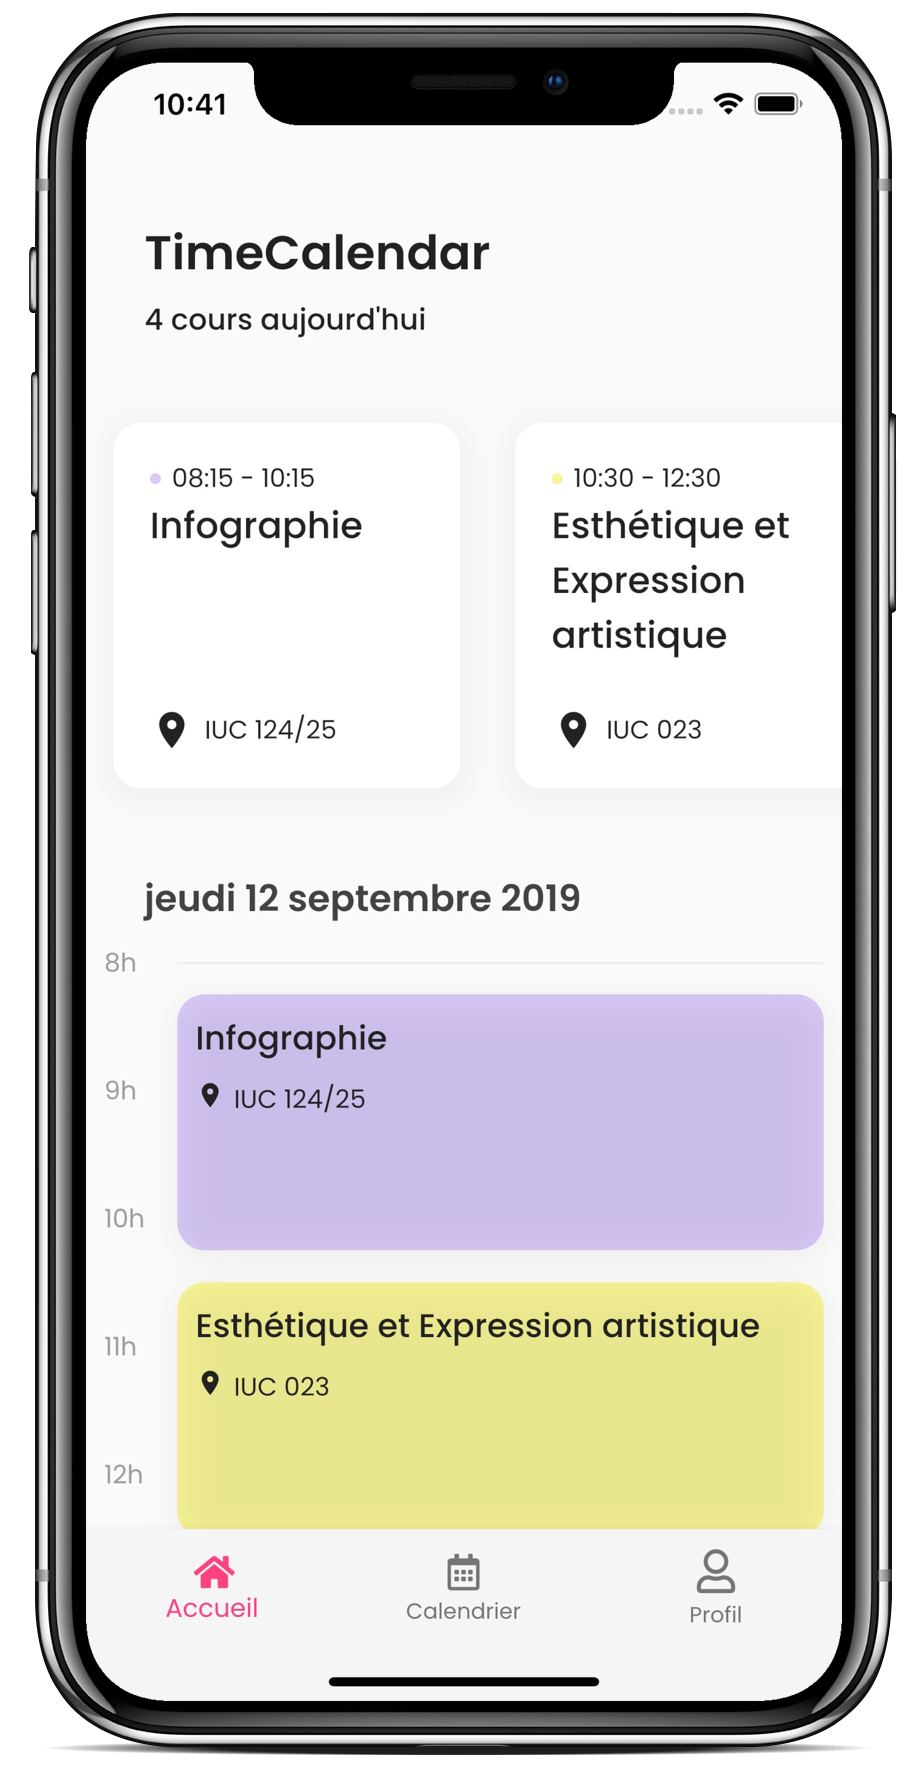 10:41
TimeCalendar
4 cours aujourd'hui
08:15 - 10:15
Infographie
IUC 124/25
10:30 - 12:30
Esthétique et
Expression
artistique
IUC 023
jeudi 12 septembre 2019
8h
Infographie
9h
IUC 124/25
10h
Esthétique et Expression artistique
11h
IUC 023
12h
Accueil
Calendrier
Profil